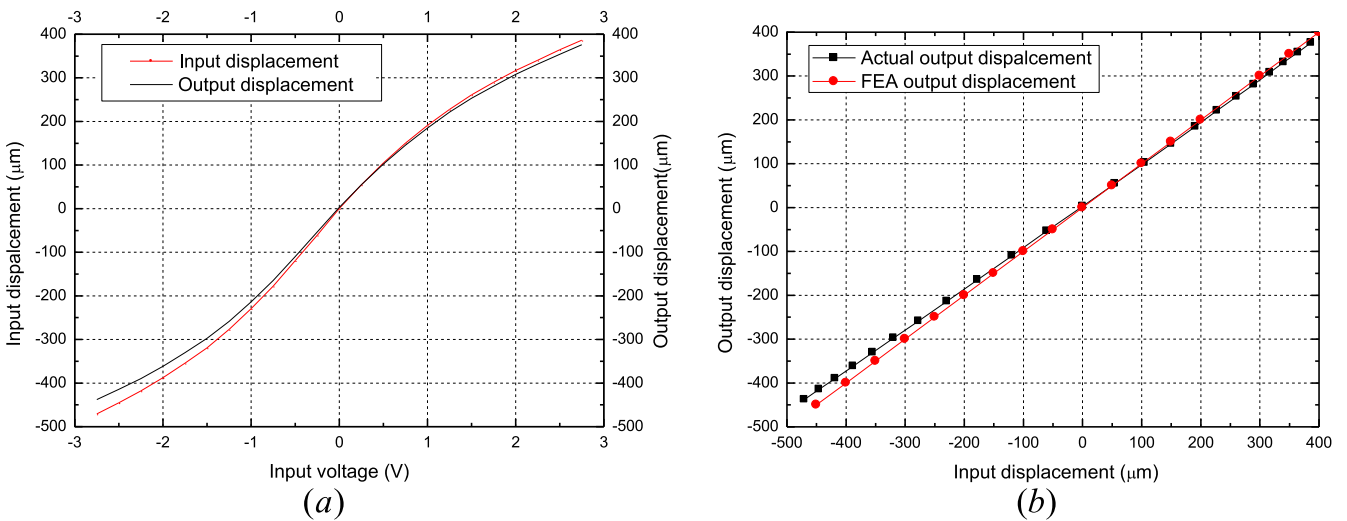 -3 -2 -1 0 1 2 3
400 400
300 300
200 200
100 100
0 0
-100 -100
-200 -200
-300 -300
-400 -400
-500 -500
-3 -2 -1 0 1 2 3
Input dispalcement (μm)
Output displacement(μm)
Input displacement
Output displacement
Input voltage (V)
(a)
400
300
200
100
0
-100
-200
-300
-400
-500
-500 -400 -300 -200 -100 0 100 200 300 400
Output displacement (μm)
Actual output dispalcement
FEA output displacement
Input displacement (μm)
(b)